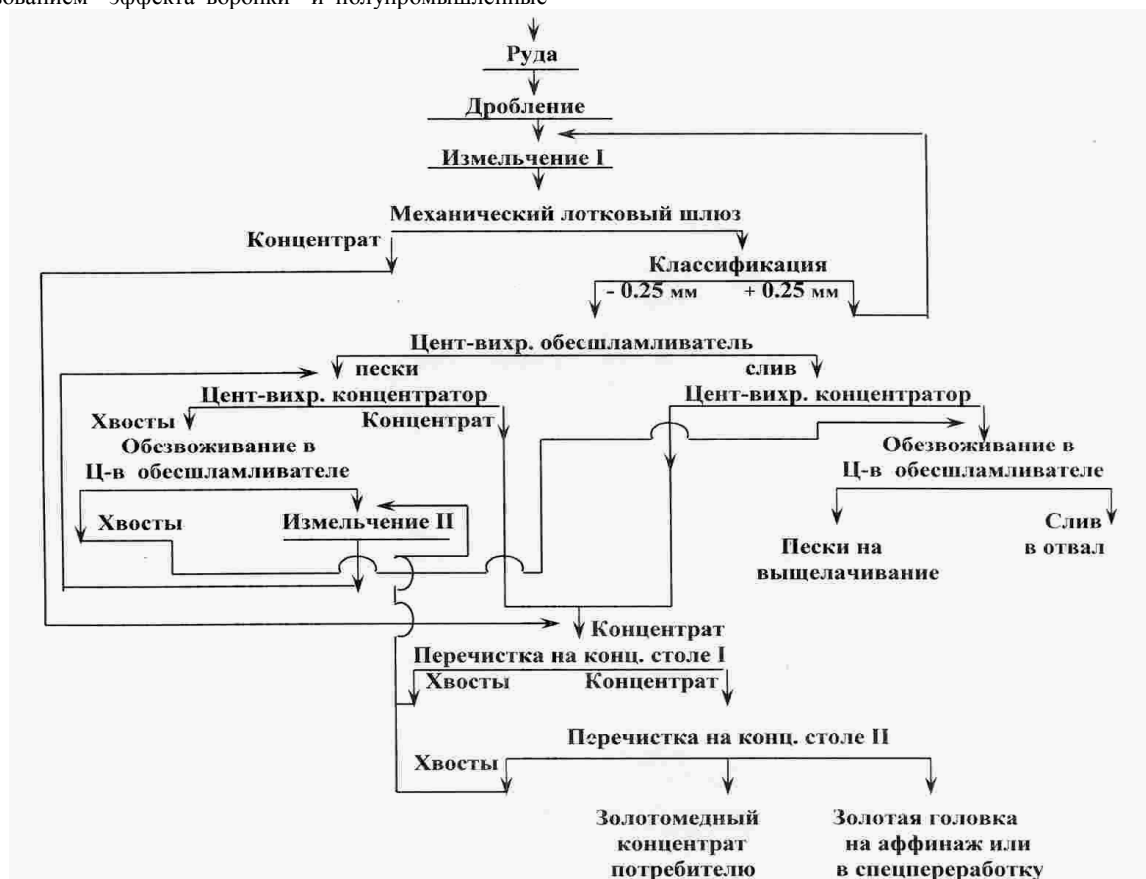 эффекта воронки и полупромышленные
Руда
Дробление
Измельчение I
Механический лотковый шлюз
Концентрат
Классификация
- 0.25 мм + 0.25 мм
Цент-вихр. обесшламливатель
пески слив
Цент-вихр. концентратор Цент-вихр. концентратор
Хвосты Концентрат
Обезвоживание в
Ц-в обесшламливателе
Обезвоживание в
Ц-в обесшламливателе
Хвосты Измельчение II
Слив
в отвал
Пески на
выщелачивание
Концентрат
Перечистка на конц. столе I
Хвосты Концентрат
Перечистка на конц. столе II
Хвосты
Золотомедный
концентрат
потребителю
Золотая головка
на аффинаж или
в спецпереработку